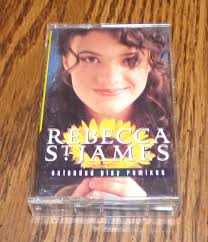 REBECCA
ST JAMES
extended play remixes